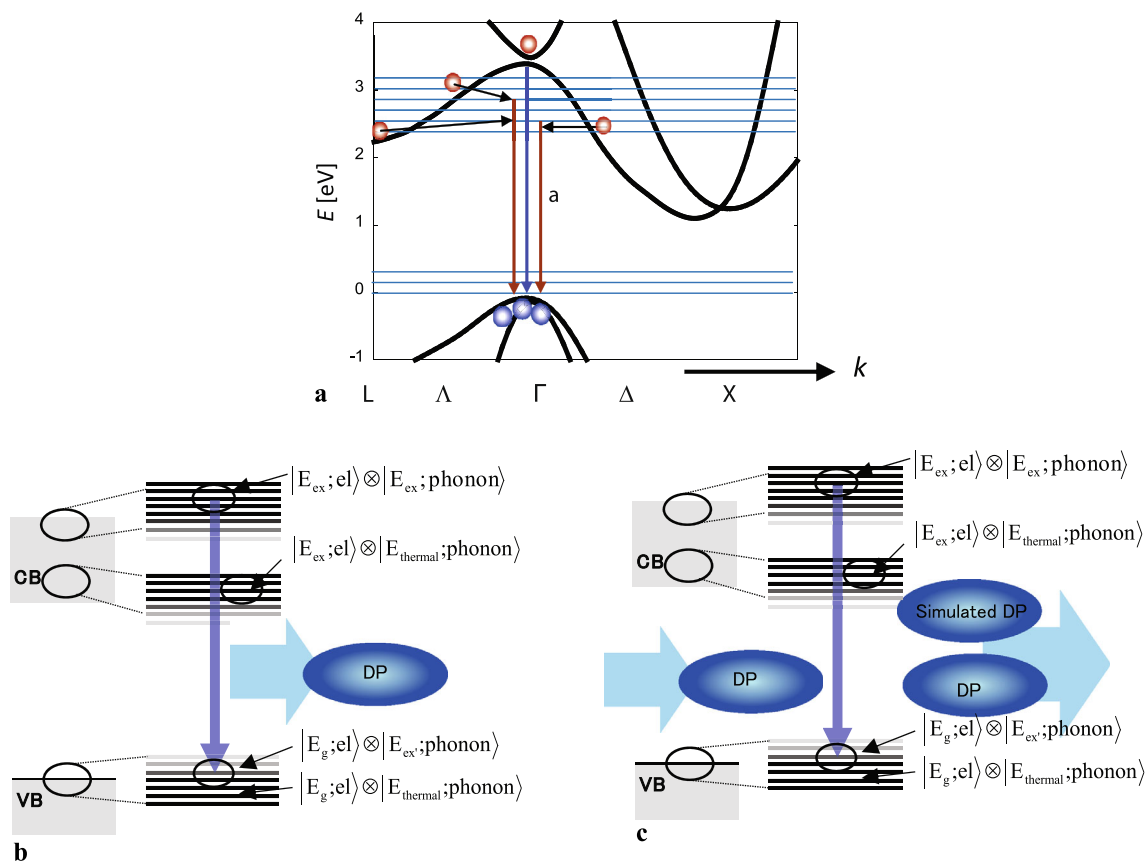 4
3
2
1
0
-1
E [eV]
a
a L Λ Γ Δ X
k
|E_ex;el⟩⊗|E_ex;phonon⟩
|E_ex;el⟩⊗|E_thermal;phonon⟩
CB
DP
|E_g;el⟩⊗|E_ex';phonon⟩
|E_g;el⟩⊗|E_thermal;phonon⟩
VB
b
|E_ex;el⟩⊗|E_ex;phonon⟩
|E_ex;el⟩⊗|E_thermal;phonon⟩
CB
Simulated DP
DP
DP
|E_g;el⟩⊗|E_ex';phonon⟩
|E_g;el⟩⊗|E_thermal;phonon⟩
VB
c